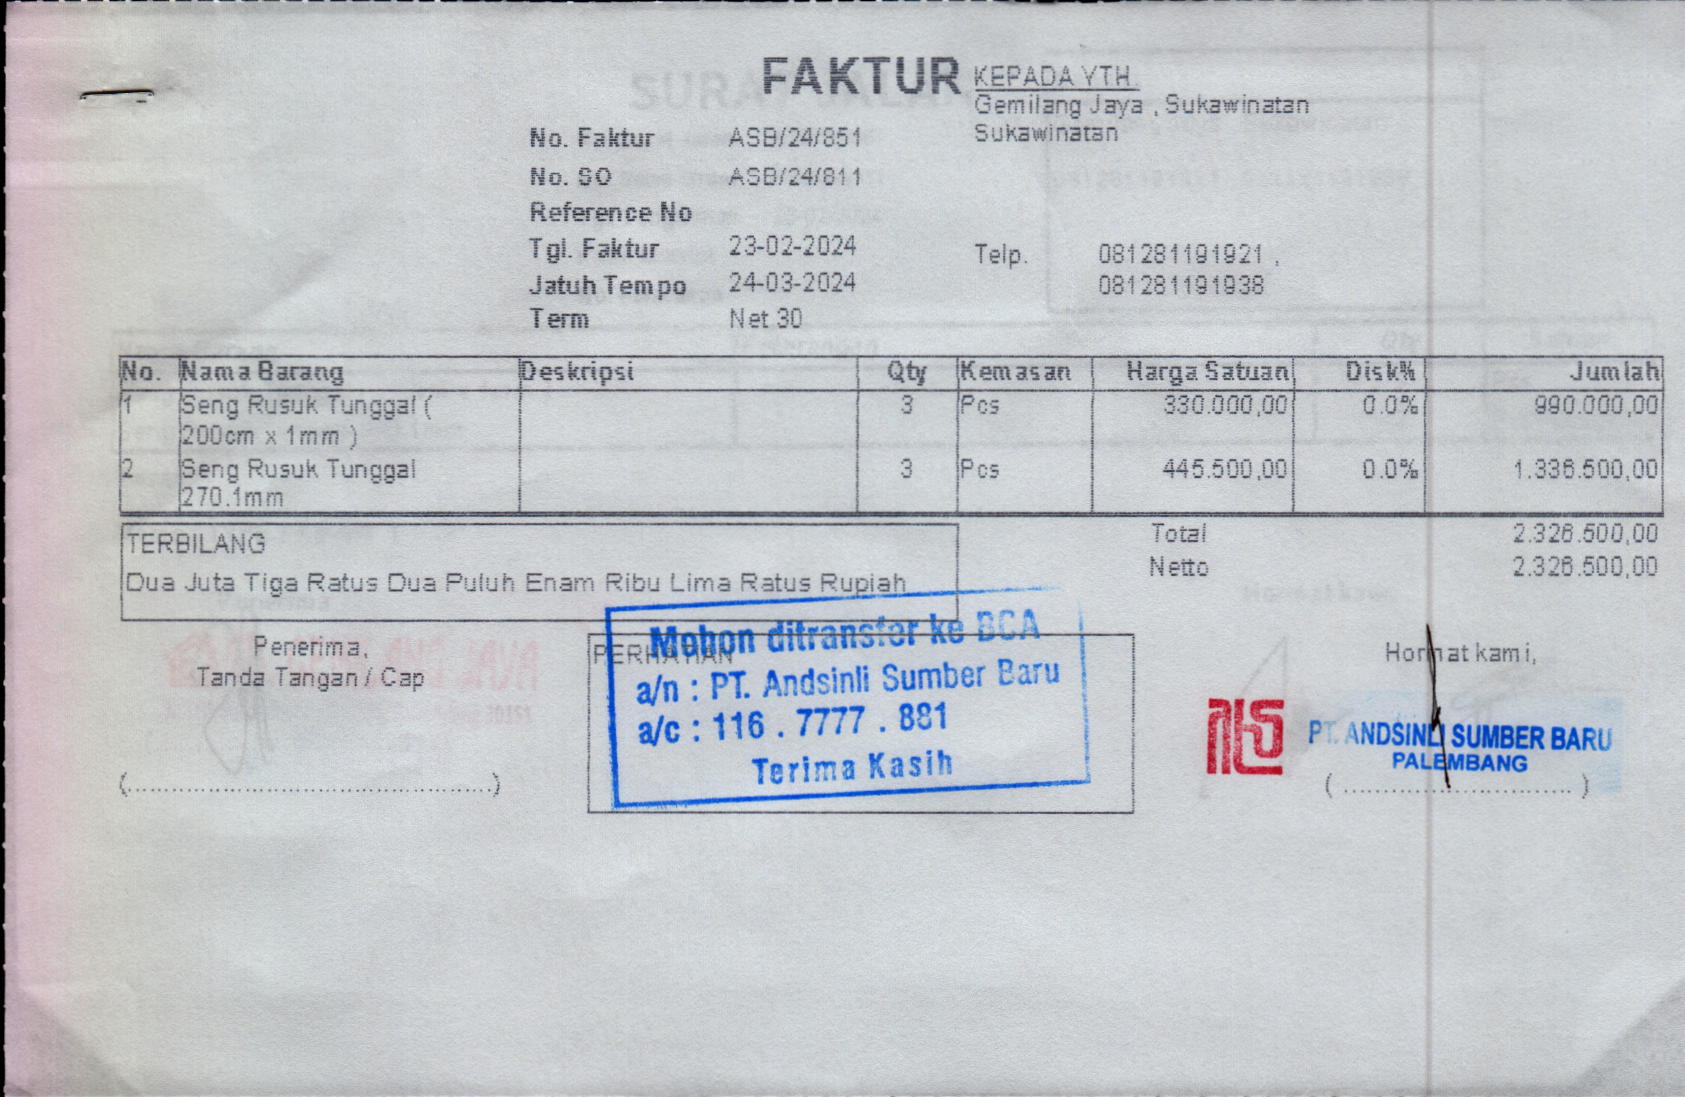 FAKTUR
KEPADA YTH.
Gemilang Jaya , Sukawinatan
Sukawinatan
No. Faktur ASB/24/851
No. SO ASB/24/811
Reference No
Tgl. Faktur 23-02-2024
Telp. 081281191921 ,
081281191938
Jatuh Tempo 24-03-2024
Term Net 30
No. Nama Barang Deskripsi Qty Kemasan Harga Satuan Disk% Jumlah
1 Seng Rusuk Tunggal ( 3 Pcs 330.000,00 0.0% 990.000,00
200cm x 1mm )
2 Seng Rusuk Tunggal 3 Pcs 445.500,00 0.0% 1.336.500,00
270.1mm
Total 2.326.500,00
Netto 2.326.500,00
TERBILANG
Dua Juta Tiga Ratus Dua Puluh Enam Ribu Lima Ratus Rupiah
Penerima,
Tanda Tangan / Cap
(..............................................)
PERHATIAN
Mohon ditransfer ke BCA
a/n : PT. Andsinli Sumber Baru
a/c : 116 . 7777 . 881
Terima Kasih
Hormat kami,
PT. ANDSINLI SUMBER BARU
PALEMBANG
( ............................. )